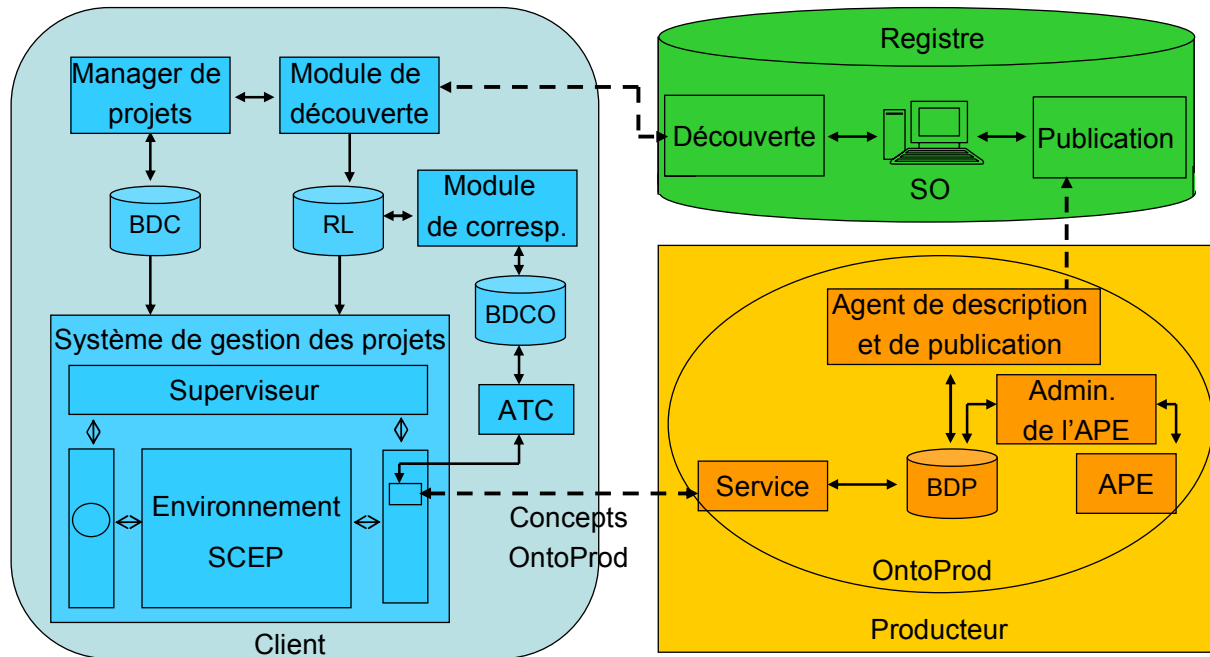 Manager de
projets
Module de
découverte
BDC
RL
Module
de corresp.
BDCO
ATC
Système de gestion des projets
Superviseur
Environnement
SCEP
Client
Concepts
OntoProd
Registre
Découverte
SO
Publication
Agent de description
et de publication
Admin.
de l'APE
Service
BDP
APE
OntoProd
Producteur